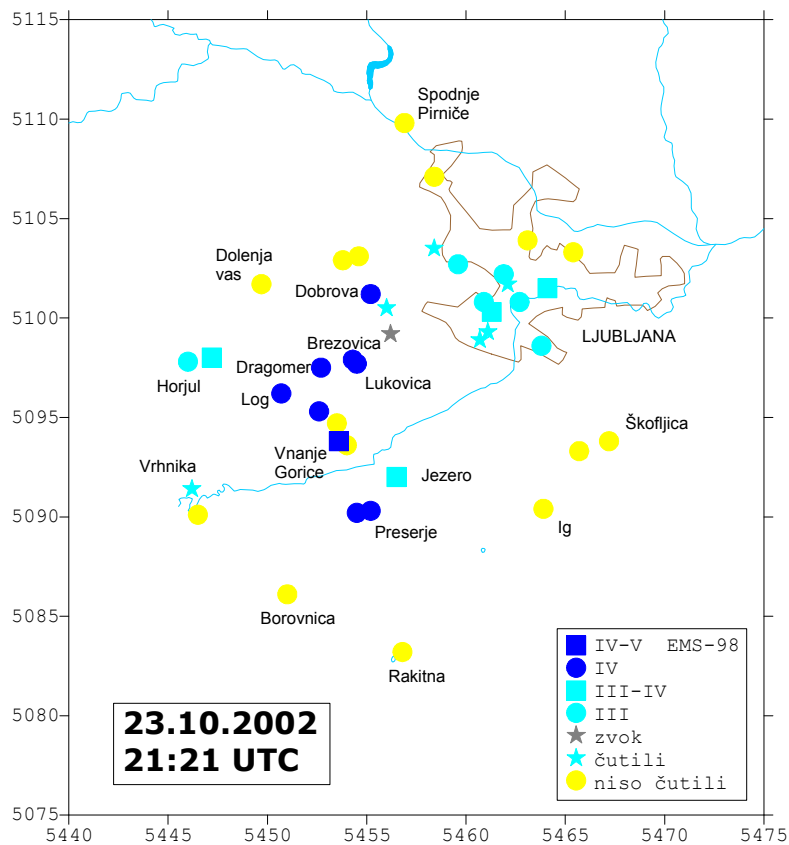 5115
5110
5105
5100
5095
5090
5085
5080
5075
5440
5445
5450
5455
5460
5465
5470
5475
Spodnje
Pirniče
Dolenja
vas
Dobrova
Brezovica
Dragomer
Lukovica
Horjul
Log
LJUBLJANA
Škofljica
Vnanje
Gorice
Vrhnika
Jezero
Preserje
Ig
Borovnica
Rakitna
IV-V EMS-98
IV
III-IV
III
zvok
čutili
niso čutili
23.10.2002
21:21 UTC